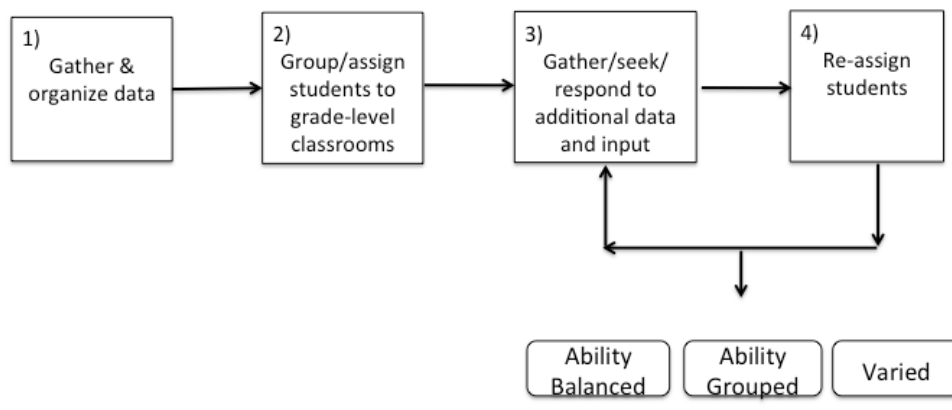 1)
Gather &
organize data
2)
Group/assign
students to
grade-level
classrooms
3)
Gather/seek/
respond to
additional data
and input
4)
Re-assign
students
Ability
Balanced
Ability
Grouped
Varied